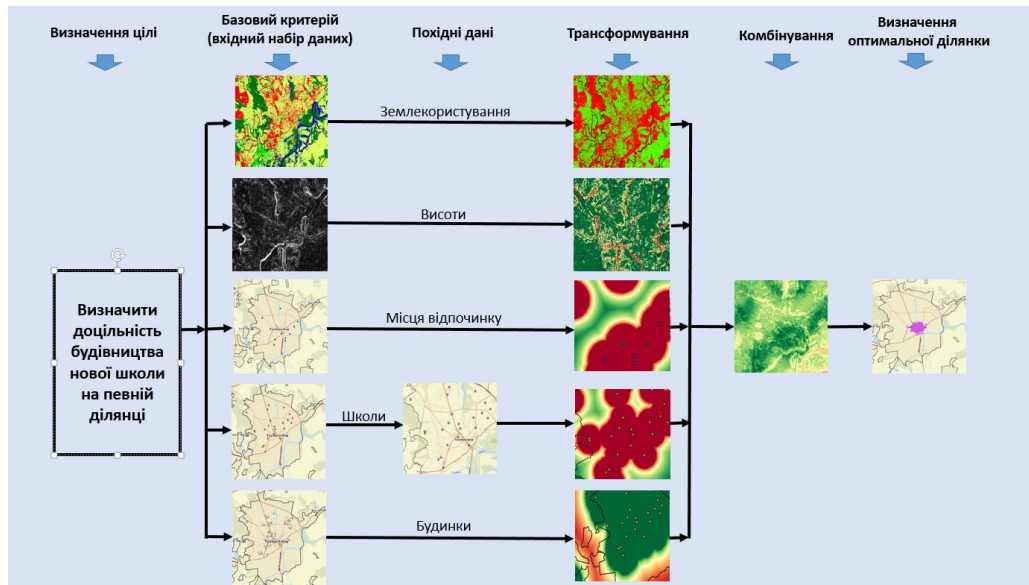 Визначення цілі
Базовий критерій
(вхідний набір даних)
Похідні дані
Трансформування
Комбінування
Визначення
оптимальної ділянки
Землекористування
Висоти
Визначити
доцільність
будівництва
нової школи
на певній
ділянці
Місця відпочинку
Школи
Будинки